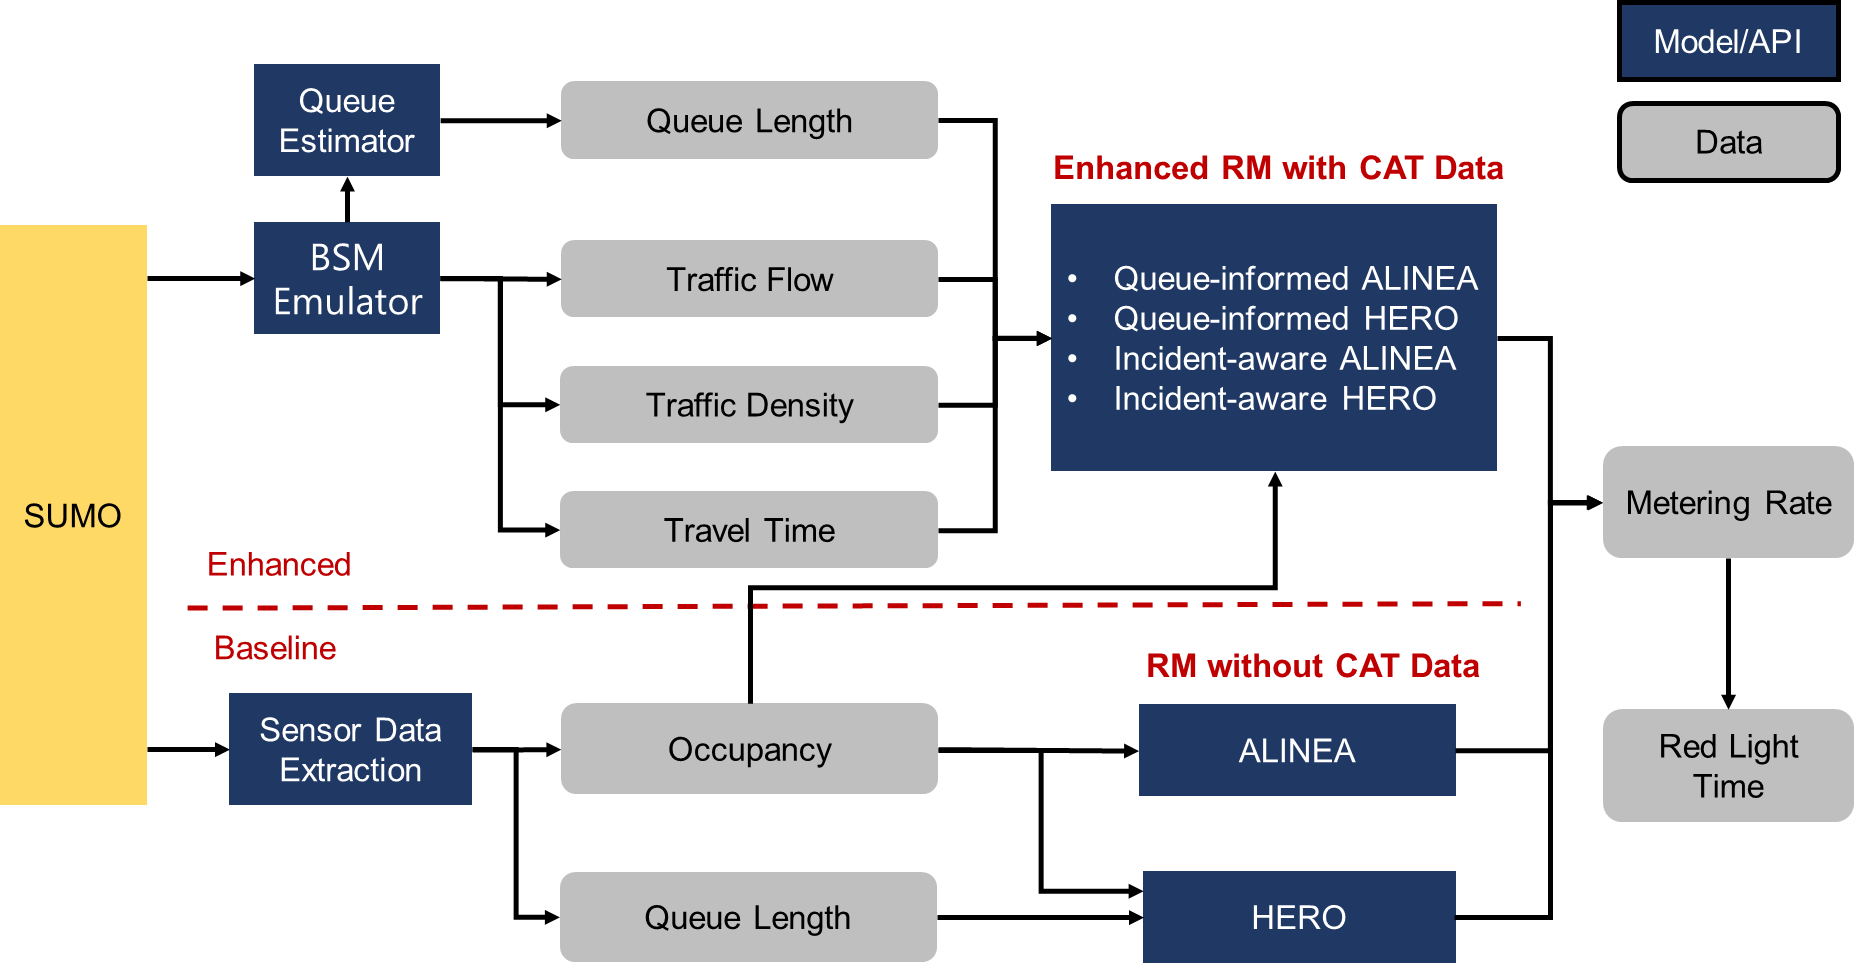 Model/API
Data
Queue
Estimator
Queue Length
Enhanced RM with CAT Data
BSM
Emulator
Traffic Flow
• Queue-informed ALINEA
• Queue-informed HERO
• Incident-aware ALINEA
• Incident-aware HERO
Traffic Density
SUMO
Travel Time
Metering Rate
Enhanced
Baseline
RM without CAT Data
Sensor Data
Extraction
Occupancy
ALINEA
Red Light
Time
Queue Length
HERO